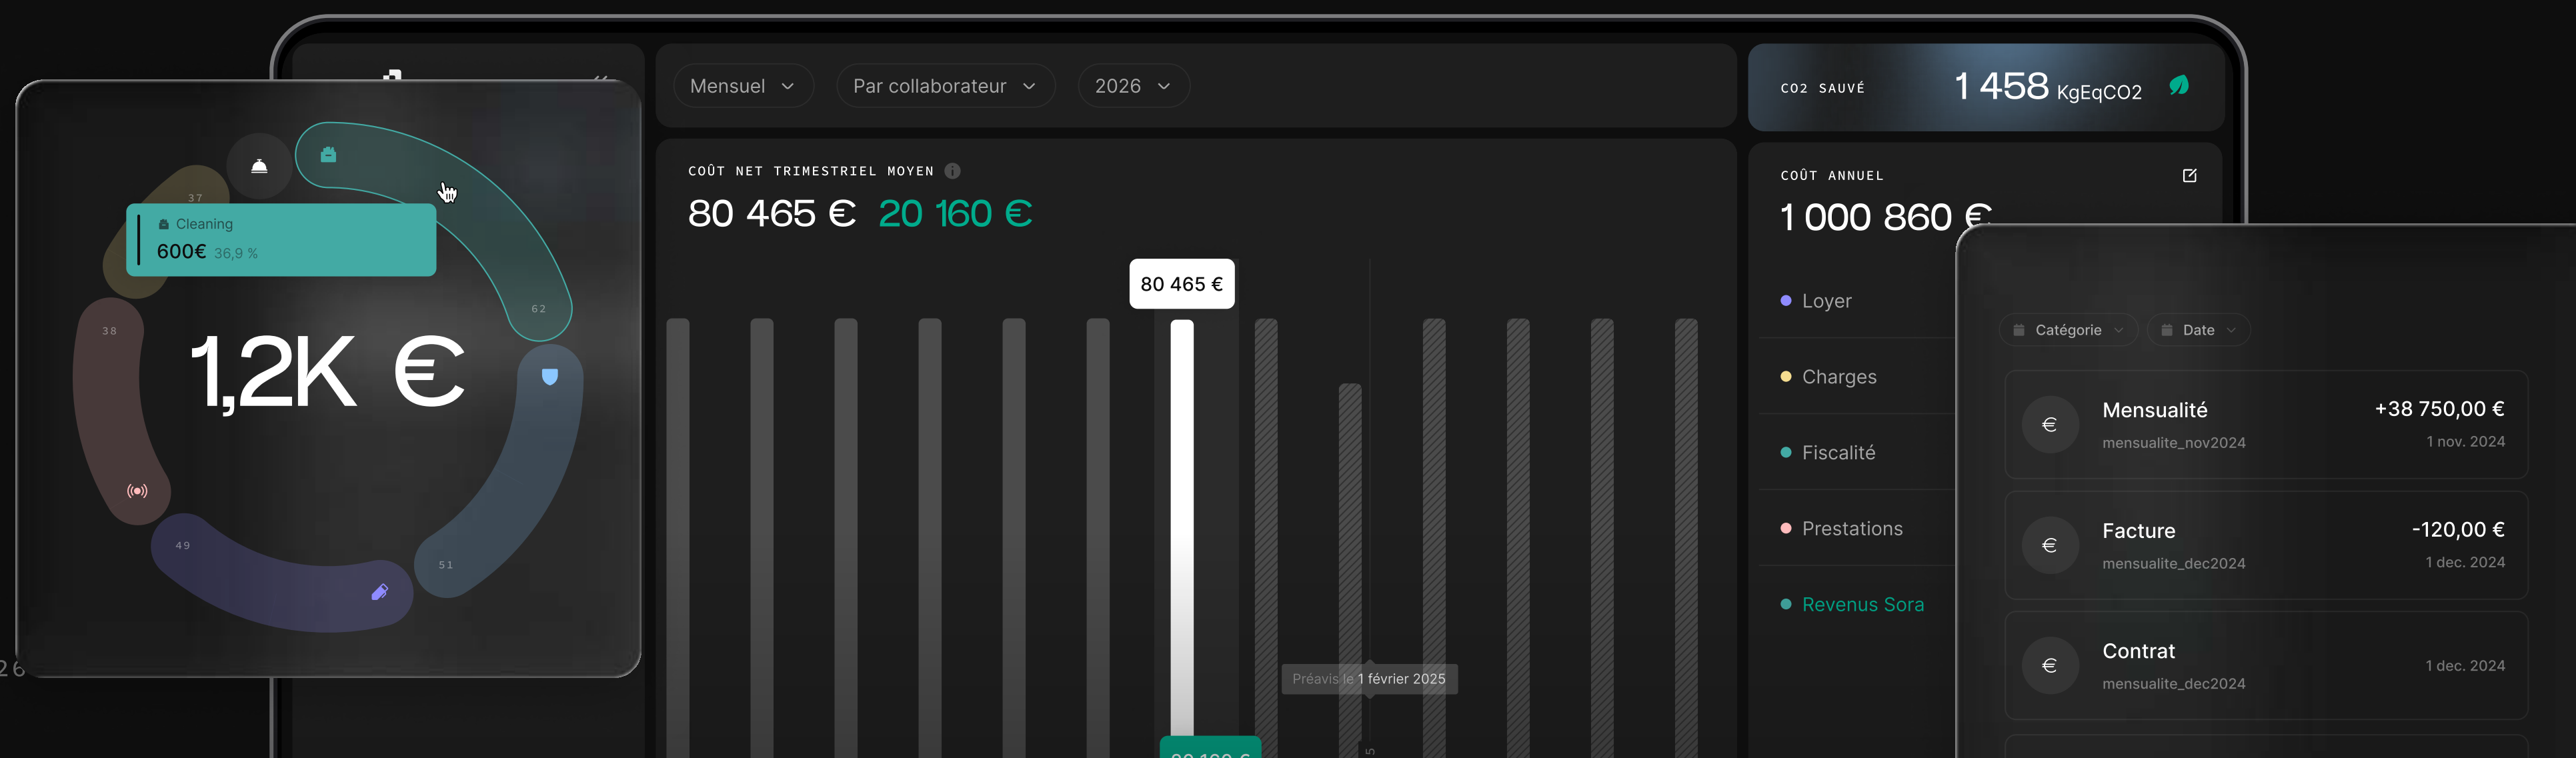 Mensuel
Par collaborateur
2026
CO2 SAUVÉ
1 458 KgEqCO2
COÛT NET TRIMESTRIEL MOYEN
80 465 € 20 160 €
80 465 €
Préavis le 1 février 2025
5
COÛT ANNUEL
1 000 860 €
Loyer
Charges
Fiscalité
Prestations
Revenus Sora
37
Cleaning
600€ 36,9 %
62
38
1,2K €
49
51
26
Catégorie
Date
Mensualité
+38 750,00 €
mensualite_nov2024
1 nov. 2024
Facture
-120,00 €
mensualite_dec2024
1 dec. 2024
Contrat
mensualite_dec2024
1 dec. 2024